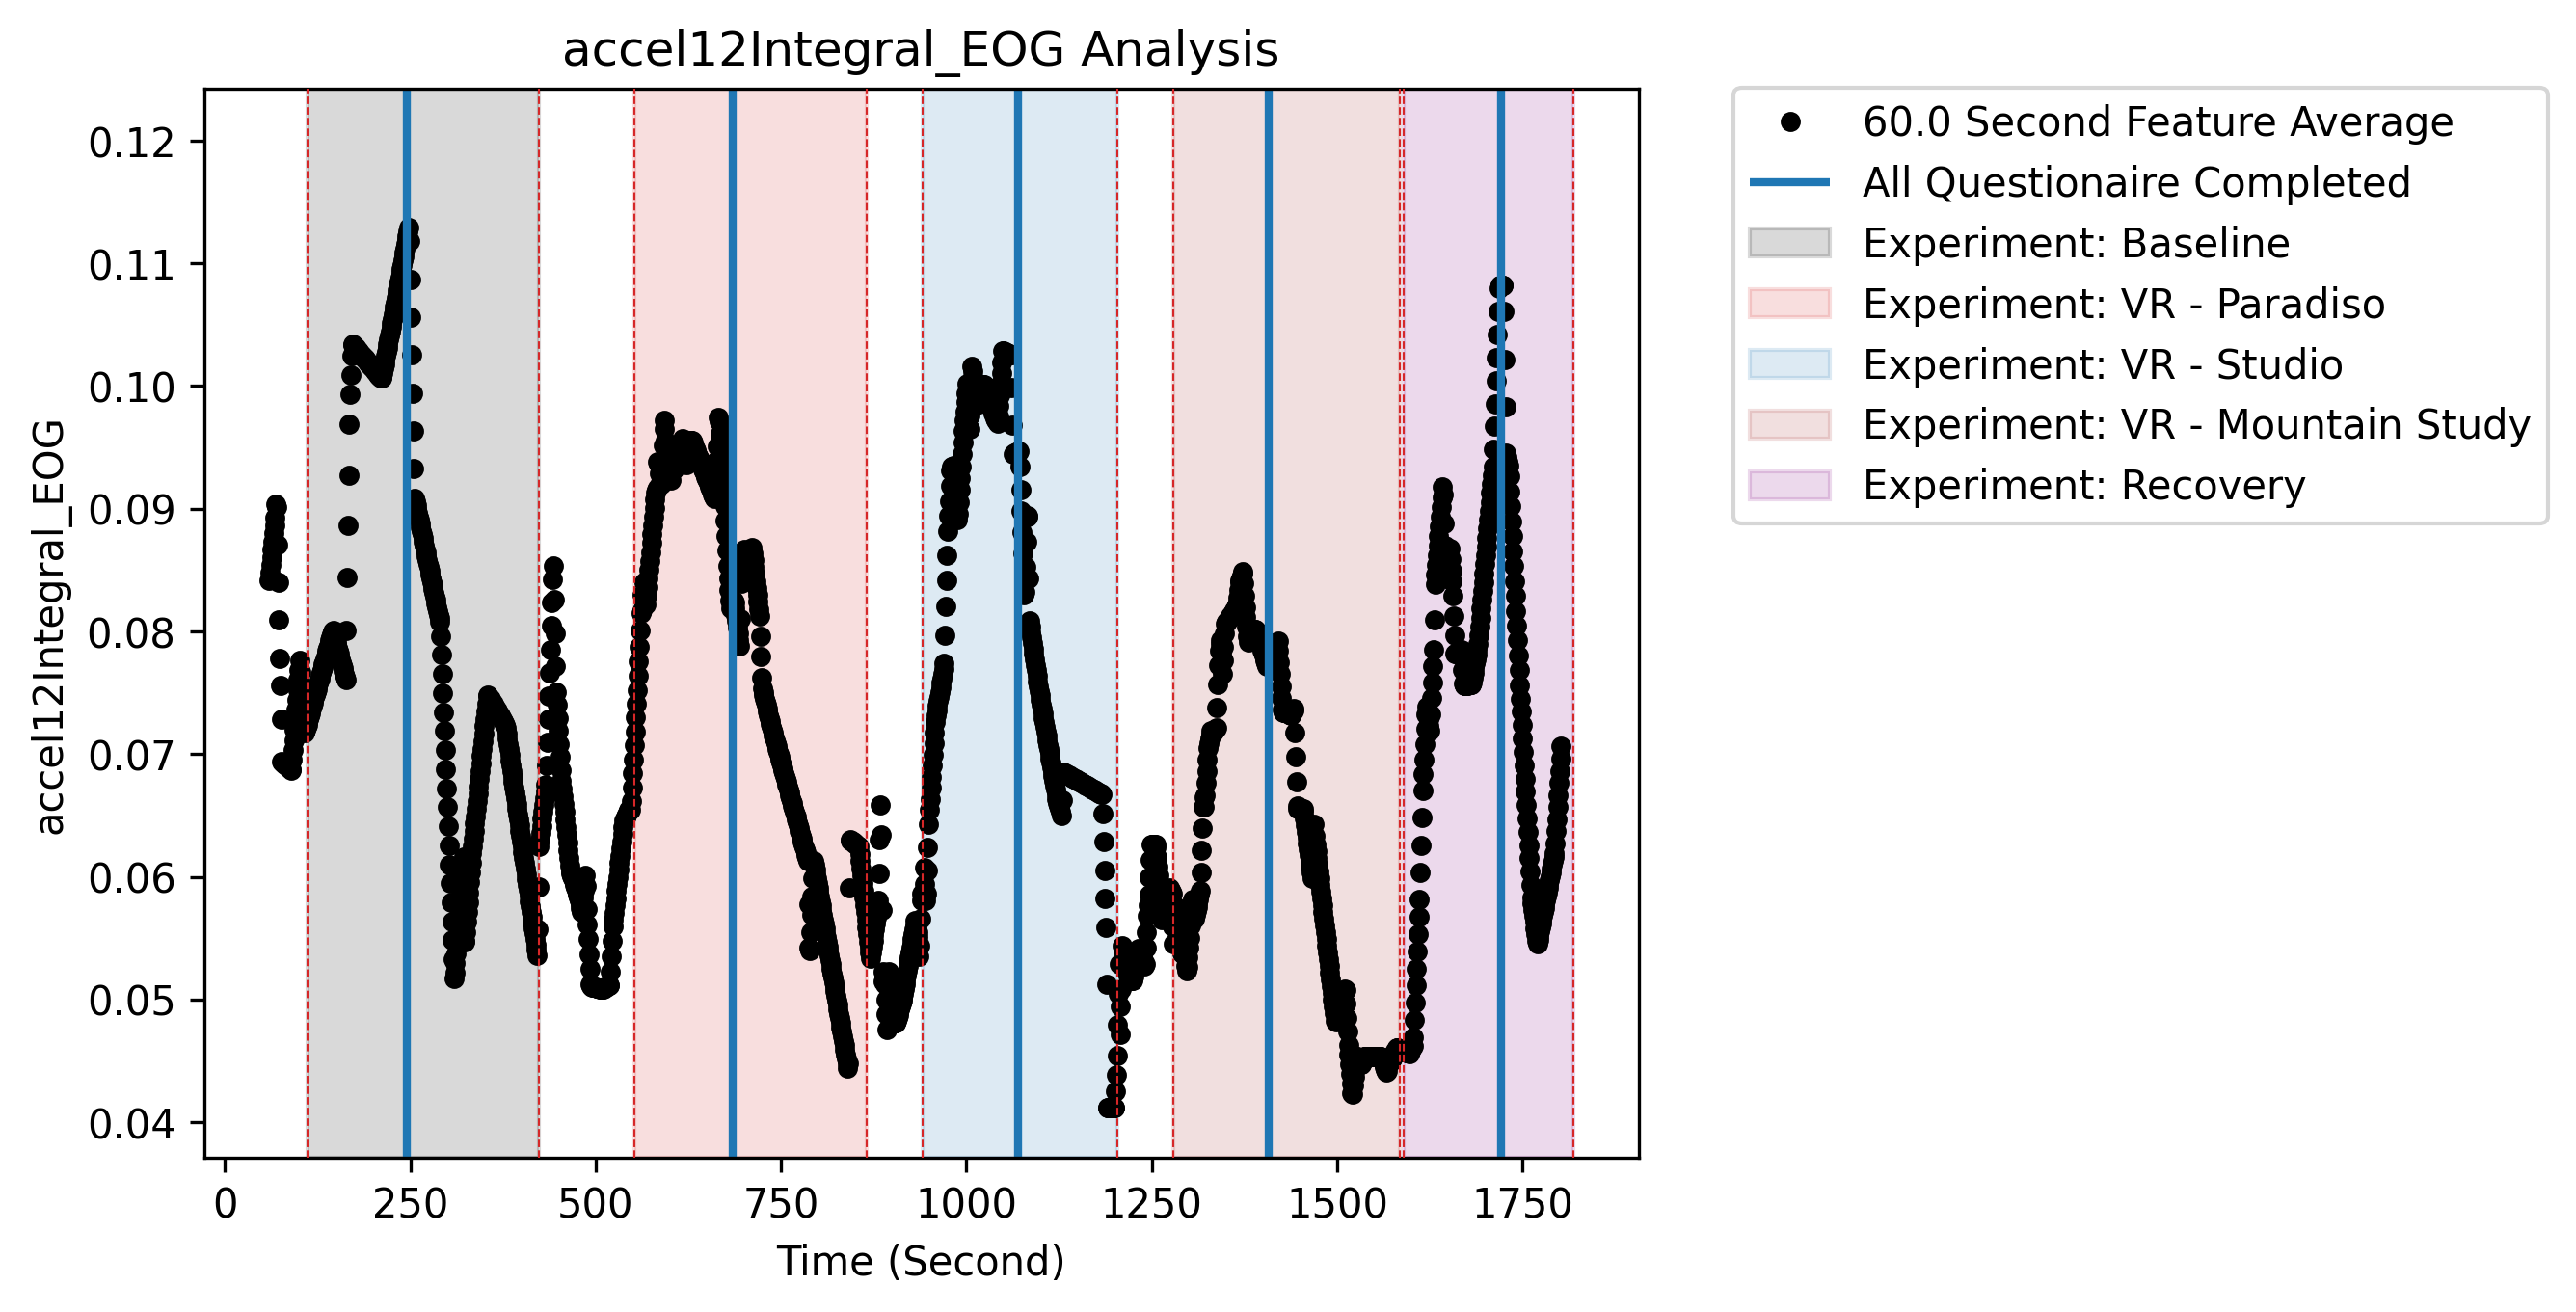 accel12Integral_EOG Analysis
accel12Integral_EOG
0.12
0.11
0.10
0.09
0.08
0.07
0.06
0.05
0.04
0 250 500 750 1000 1250 1500 1750
Time (Second)
60.0 Second Feature Average
All Questionaire Completed
Experiment: Baseline
Experiment: VR - Paradiso
Experiment: VR - Studio
Experiment: VR - Mountain Study
Experiment: Recovery